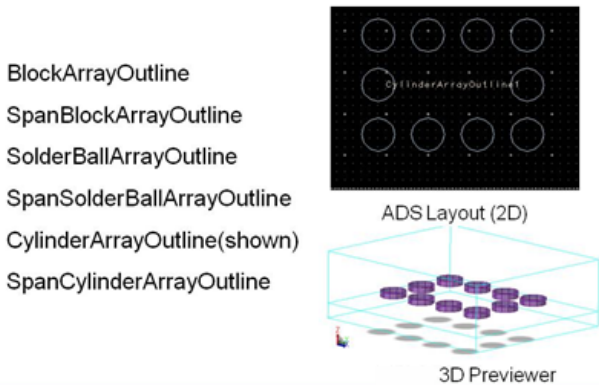 BlockArrayOutline
SpanBlockArrayOutline
SolderBallArrayOutline
SpanSolderBallArrayOutline
CylinderArrayOutline(shown)
SpanCylinderArrayOutline
CylinderArrayOutline1
ADS Layout (2D)
3D Previewer